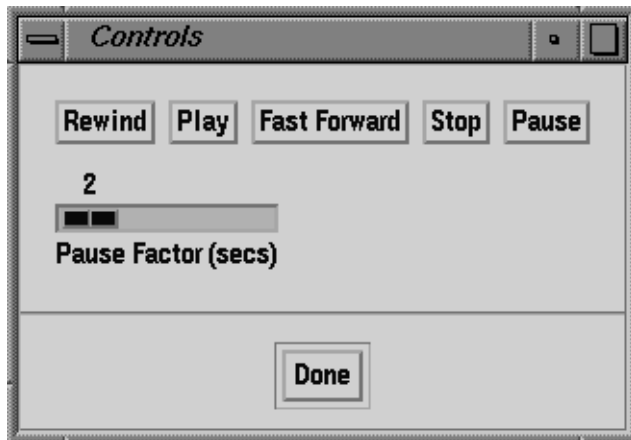 Controls
Rewind Play Fast Forward Stop Pause
2
Pause Factor (secs)
Done